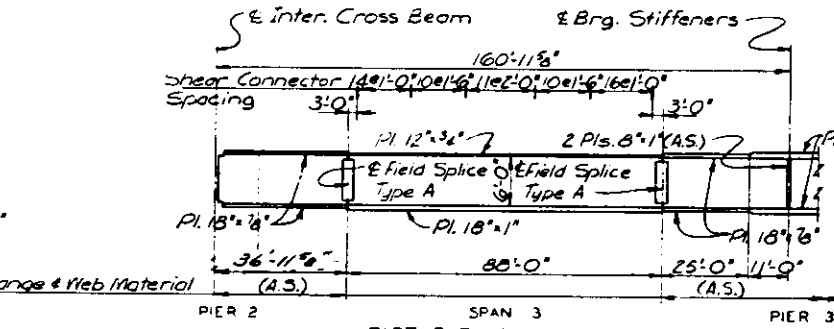 ℄ Inter. Cross Beam ℄ Brg. Stiffeners
160'-11⅝"
Shear Connector 14@1'-0" 10@1'-6" 11@2'-0" 10@1'-6" 16@1'-0"
Spacing 3'-0" 3'-0"
Pl. 12"x¾" 2 Pls. 8"x1" (A.S.)
℄ Field Splice 6'-0" ℄ Field Splice
Type A Type A
Pl. 18"x⅞" Pl. 18"x1" Pl. 18"x⅞"
36'-11⅝" 88'-0" 25'-0" 11'-0"
Flange & Web Material (A.S.) (A.S.)
PIER 2 SPAN 3 PIER 3